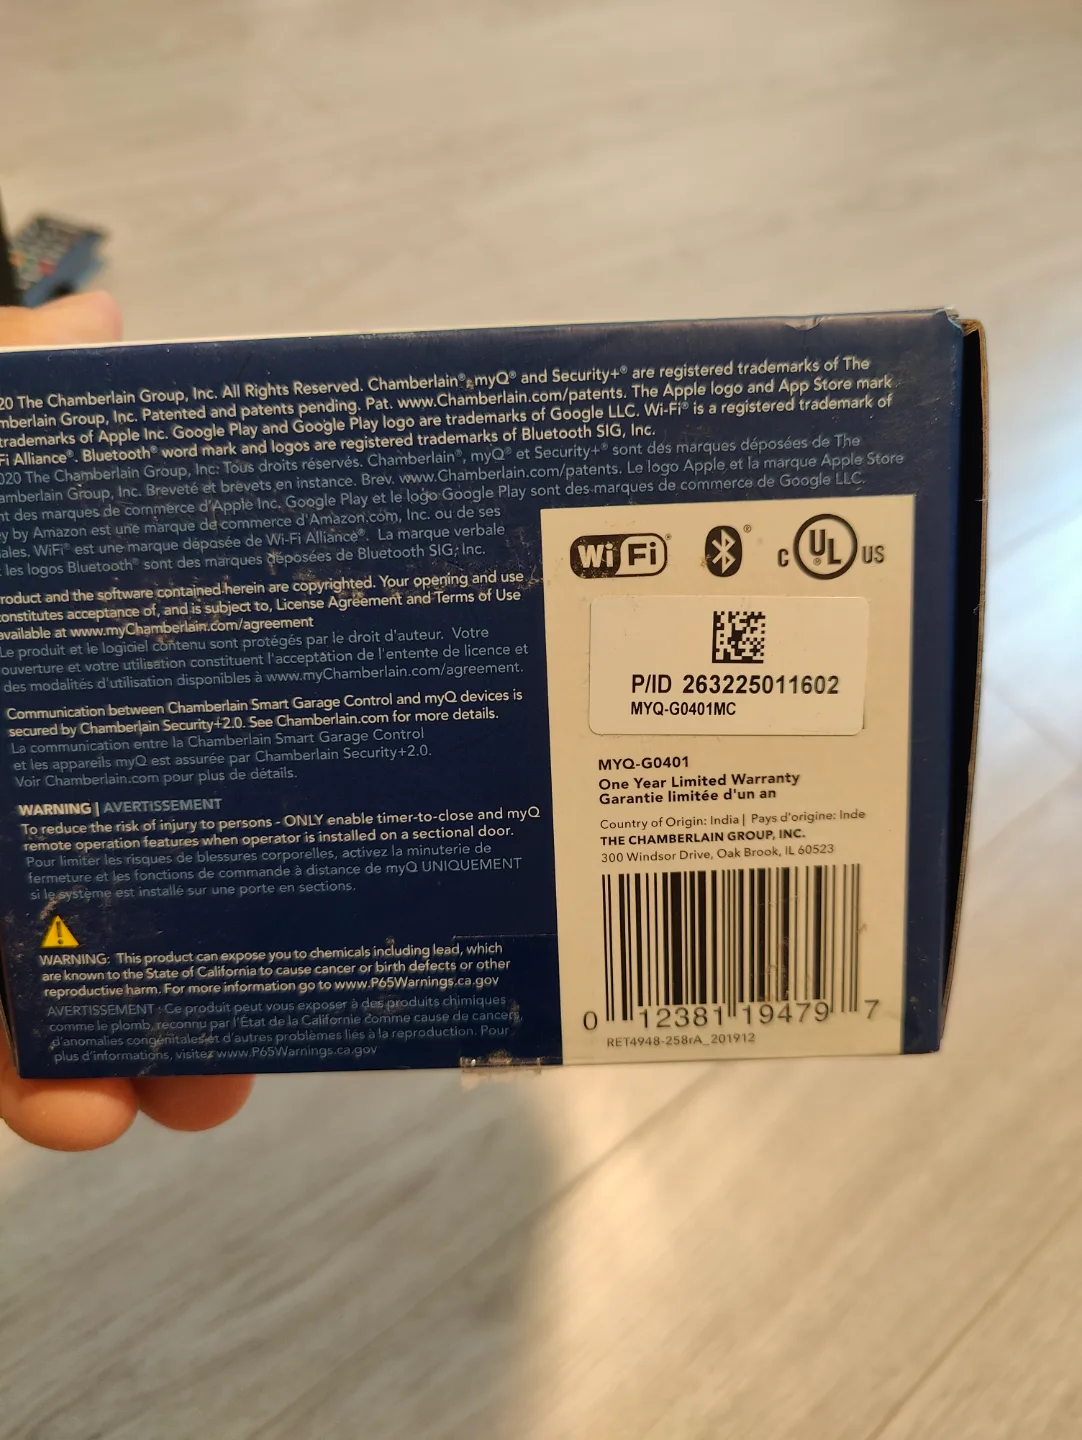 20 The Chamberlain Group, Inc. All Rights Reserved. Chamberlain®, myQ® and Security+® are registered trademarks of The
mberlain Group, Inc. Patented and patents pending. Pat. www.Chamberlain.com/patents. The Apple logo and App Store mark
trademarks of Apple Inc. Google Play and Google Play logo are trademarks of Google LLC. Wi-Fi® is a registered trademark of
Fi Alliance®. Bluetooth® word mark and logos are registered trademarks of Bluetooth SIG, Inc.
020 The Chamberlain Group, Inc: Tous droits réservés. Chamberlain®, myQ® et Security+® sont des marques déposées de The
amberlain Group, Inc. Breveté et brevets en instance. Brev. www.Chamberlain.com/patents. Le logo Apple et la marque Apple Store
nt des marques de commerce d'Apple Inc. Google Play et le logo Google Play sont des marques de commerce de Google LLC.
y by Amazon est une marque de commerce d'Amazon.com, Inc. ou de ses
iales. WiFi® est une marque déposée de Wi-Fi Alliance®. La marque verbale
t les logos Bluetooth® sont des marques déposées de Bluetooth SIG, Inc.
roduct and the software contained herein are copyrighted. Your opening and use
constitutes acceptance of, and is subject to, License Agreement and Terms of Use
available at www.myChamberlain.com/agreement
Le produit et le logiciel contenu sont protégés par le droit d'auteur. Votre
ouverture et votre utilisation constituent l'acceptation de l'entente de licence et
des modalités d'utilisation disponibles à www.myChamberlain.com/agreement.
Communication between Chamberlain Smart Garage Control and myQ devices is
secured by Chamberlain Security+2.0. See Chamberlain.com for more details.
La communication entre la Chamberlain Smart Garage Control
et les appareils myQ est assurée par Chamberlain Security+2.0.
Voir Chamberlain.com pour plus de détails.
WARNING | AVERTISSEMENT
To reduce the risk of injury to persons - ONLY enable timer-to-close and myQ
remote operation features when operator is installed on a sectional door.
Pour limiter les risques de blessures corporelles, activez la minuterie de
fermeture et les fonctions de commande à distance de myQ UNIQUEMENT
si le système est installé sur une porte en sections.
WARNING: This product can expose you to chemicals including lead, which
are known to the State of California to cause cancer or birth defects or other
reproductive harm. For more information go to www.P65Warnings.ca.gov
AVERTISSEMENT : Ce produit peut vous exposer à des produits chimiques
comme le plomb, reconnu par l'État de la Californie comme cause de cancers,
d'anomalies congénitales et d'autres problèmes liés à la reproduction. Pour
plus d'informations, visitez www.P65Warnings.ca.gov
Wi Fi®
®
C UL US
P/ID 263225011602
MYQ-G0401MC
MYQ-G0401
One Year Limited Warranty
Garantie limitée d'un an
Country of Origin: India | Pays d'origine: Inde
THE CHAMBERLAIN GROUP, INC.
300 Windsor Drive, Oak Brook, IL 60523
0 12381 19479 7
RET4948-258rA_201912